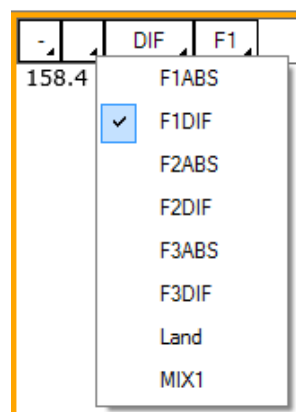 - DIF F1
158.4
F1ABS
F1DIF
F2ABS
F2DIF
F3ABS
F3DIF
Land
MIX1